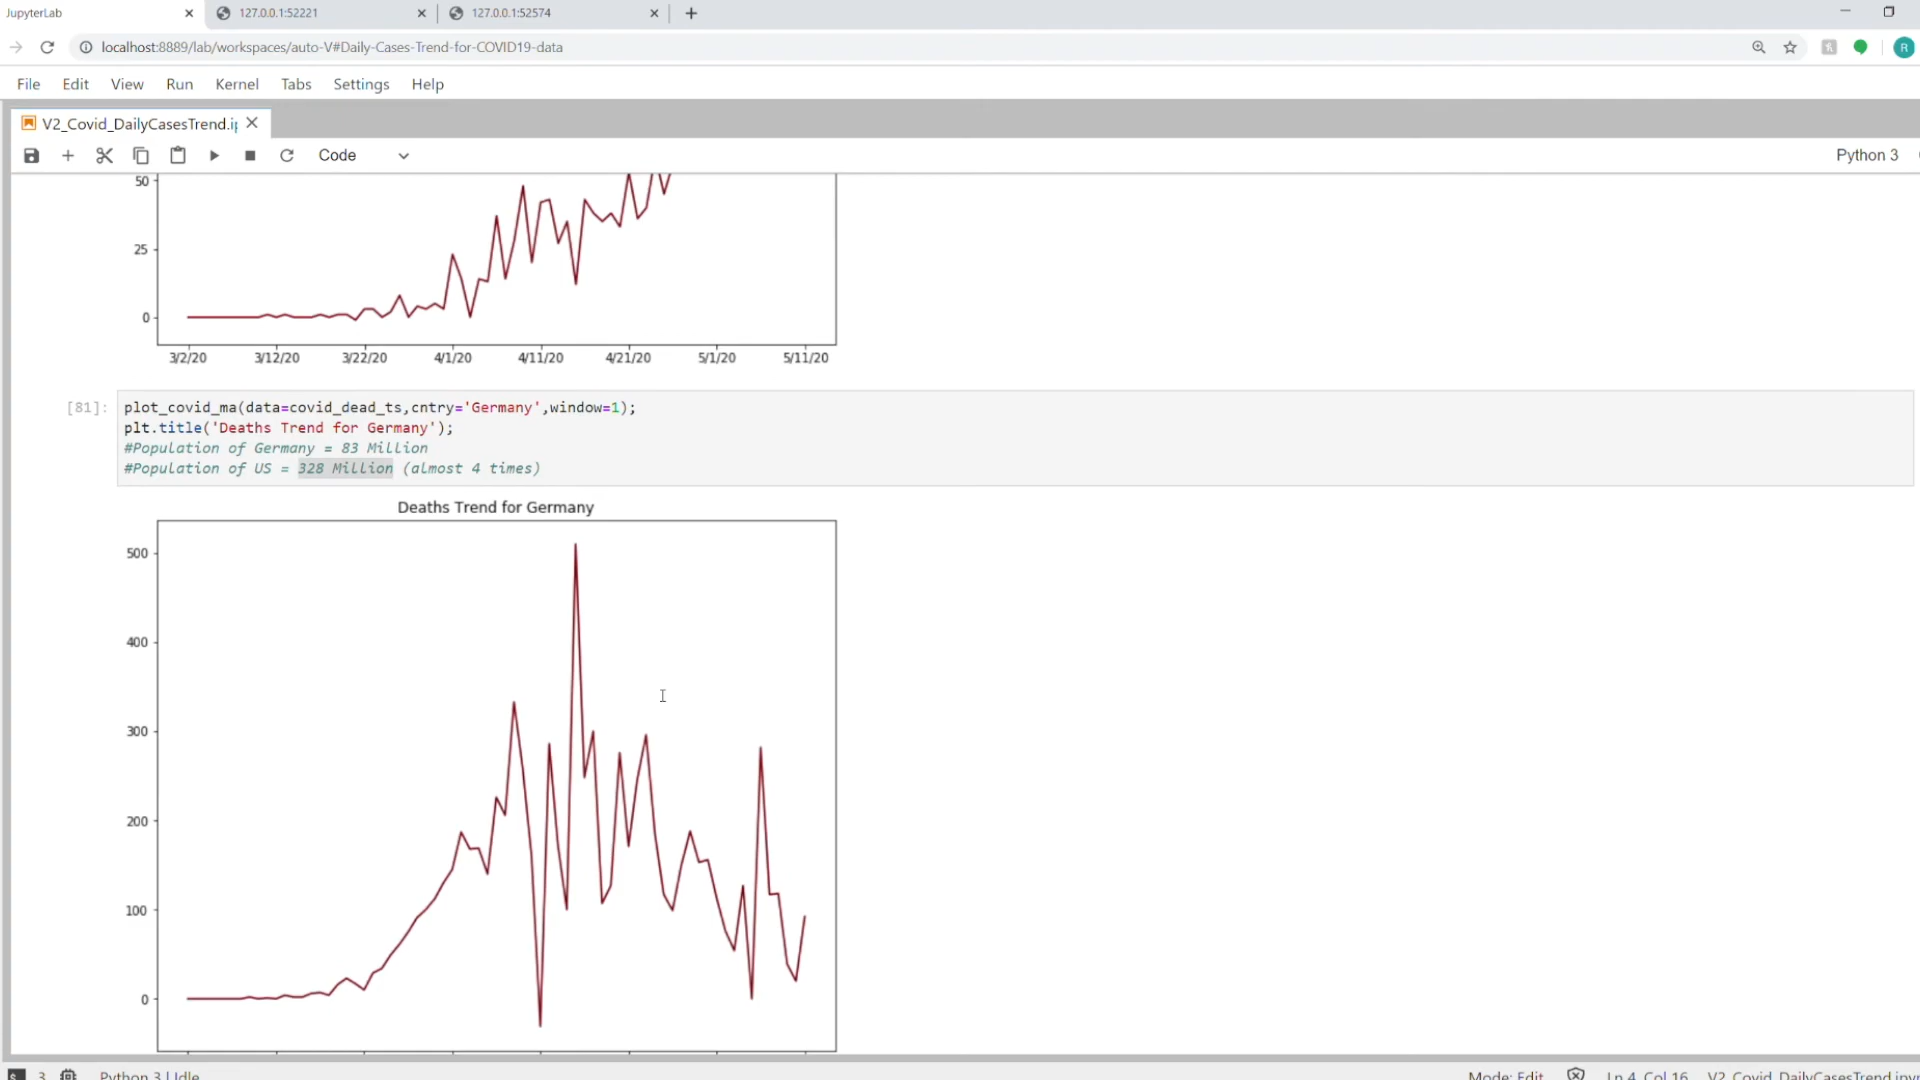 JupyterLab
127.0.0.1:52221
127.0.0.1:52574
localhost:8889/lab/workspaces/auto-V#Daily-Cases-Trend-for-COVID19-data
R
File Edit View Run Kernel Tabs Settings Help
V2_Covid_DailyCasesTrend.ip
Code
Python 3
50
25
0
3/2/20 3/12/20 3/22/20 4/1/20 4/11/20 4/21/20 5/1/20 5/11/20
[81]:
plot_covid_ma(data=covid_dead_ts,cntry='Germany',window=1);
plt.title('Deaths Trend for Germany');
#Population of Germany = 83 Million
#Population of US = 328 Million (almost 4 times)
Deaths Trend for Germany
500
400
300
200
100
0
3
Python 3 | Idle
Mode: Edit
Ln 4, Col 16
V2_Covid_DailyCasesTrend.ipyn